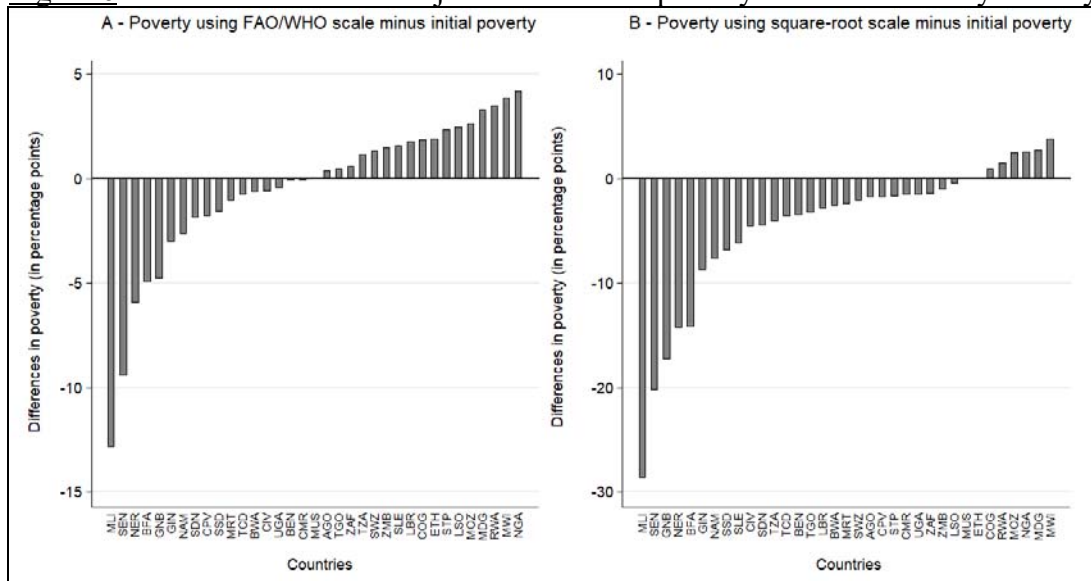 A - Poverty using FAO/WHO scale minus initial poverty
B - Poverty using square-root scale minus initial poverty
Differences in poverty (in percentage points)
5
0
-5
-10
-15
MLI SEN NER BFA GNB GIN NAM SDN CPV SSD MRT TCD BWA CIV UGA BEN CMR MUS AGO TGO ZAF TZA SWZ ZMB SLE LBR COG ETH STP LSO MOZ MDG RWA MWI NGA
Countries
Differences in poverty (in percentage points)
10
0
-10
-20
-30
MLI SEN GNB NER BFA GIN NAM SSD SLE CIV SDN TZA TCD BEN TGO LBR BWA MRT SWZ AGO CPV STP CMR UGA ZAF ZMB LSO MUS ETH COG RWA MOZ NGA MDG MWI
Countries